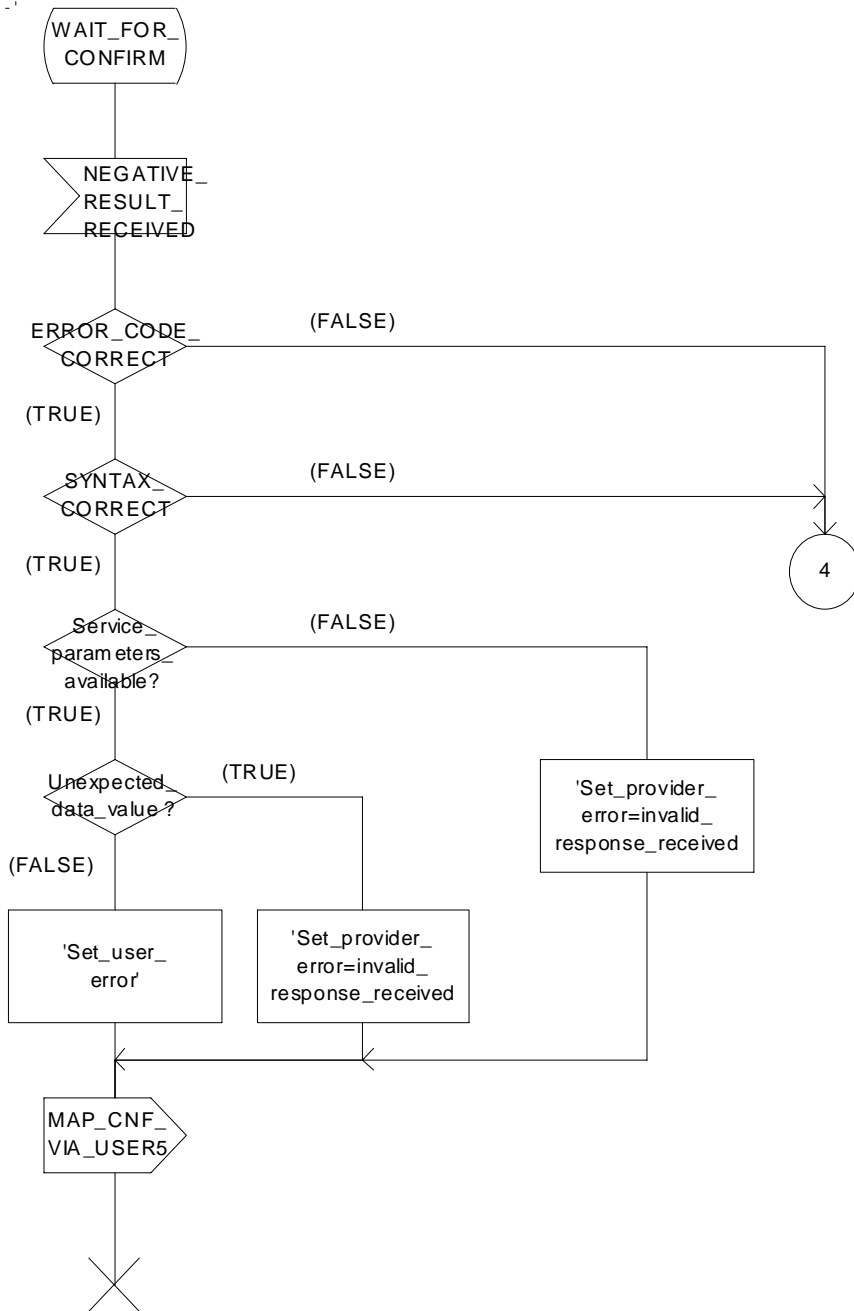 WAIT_FOR_
CONFIRM
NEGATIVE_
RESULT_
RECEIVED
ERROR_CODE_
CORRECT
(FALSE)
(TRUE)
SYNTAX_
CORRECT
(FALSE)
(TRUE)
4
Service_
parameters_
available?
(FALSE)
(TRUE)
Unexpected_
data_value ?
(TRUE)
(FALSE)
'Set_provider_
error=invalid_
response_received
'Set_user_
error'
'Set_provider_
error=invalid_
response_received
MAP_CNF_
VIA_USER5